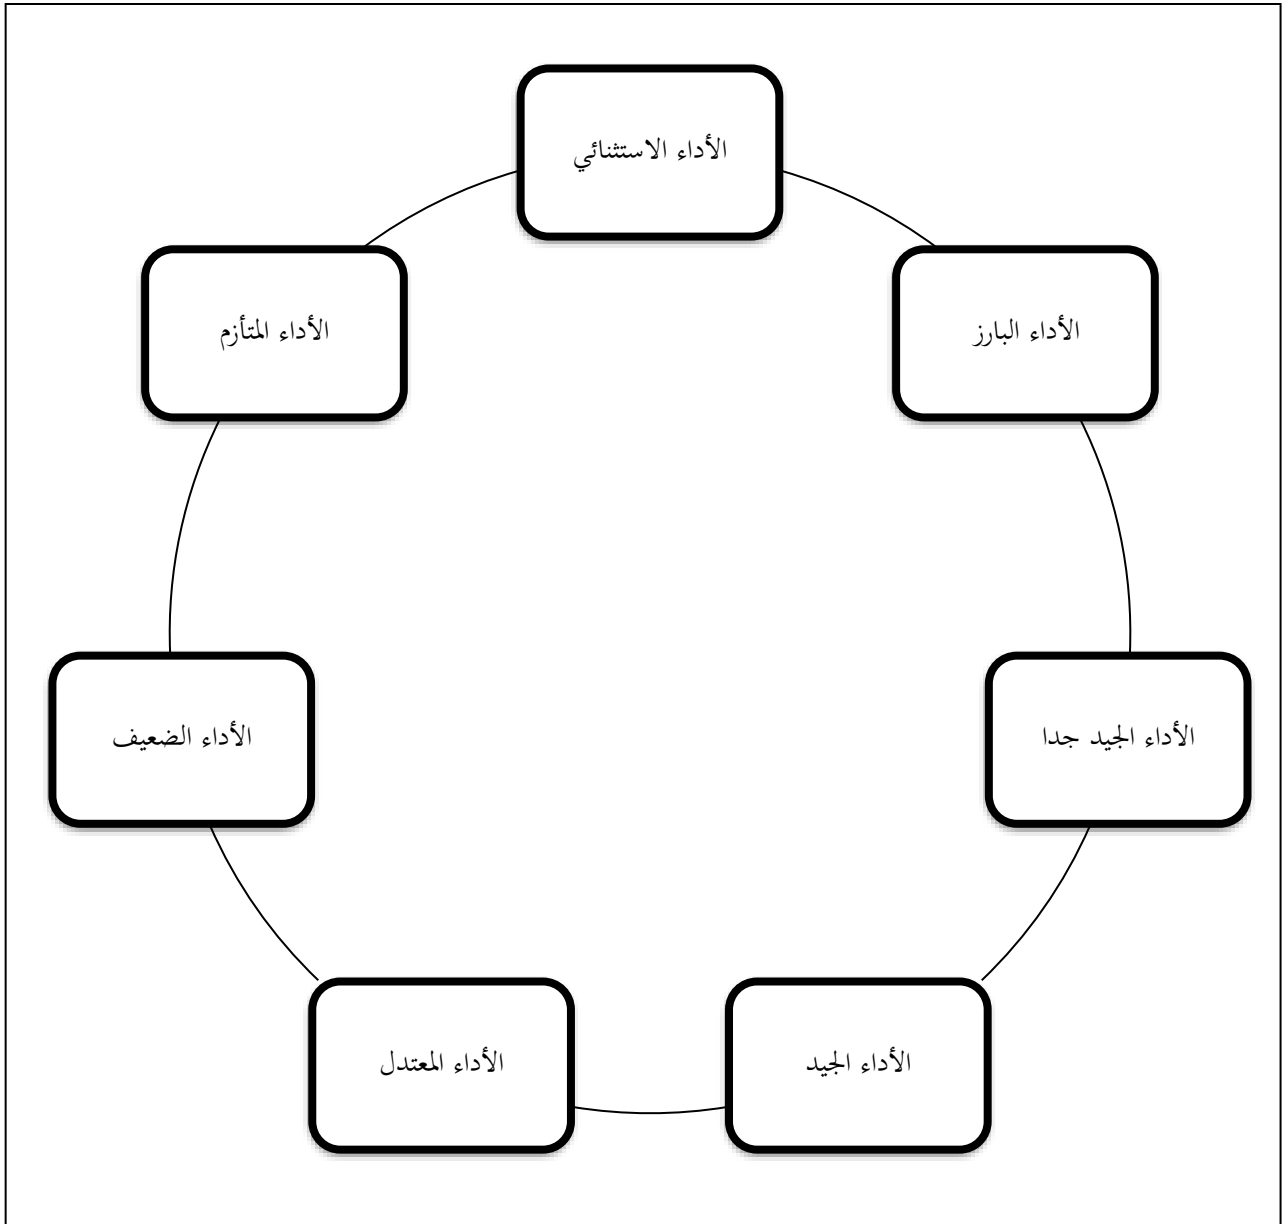 الأداء الاستثنائي
الأداء البارز
الأداء المتأزم
الأداء الجيد جدا
الأداء الضعيف
الأداء الجيد
الأداء المعتدل